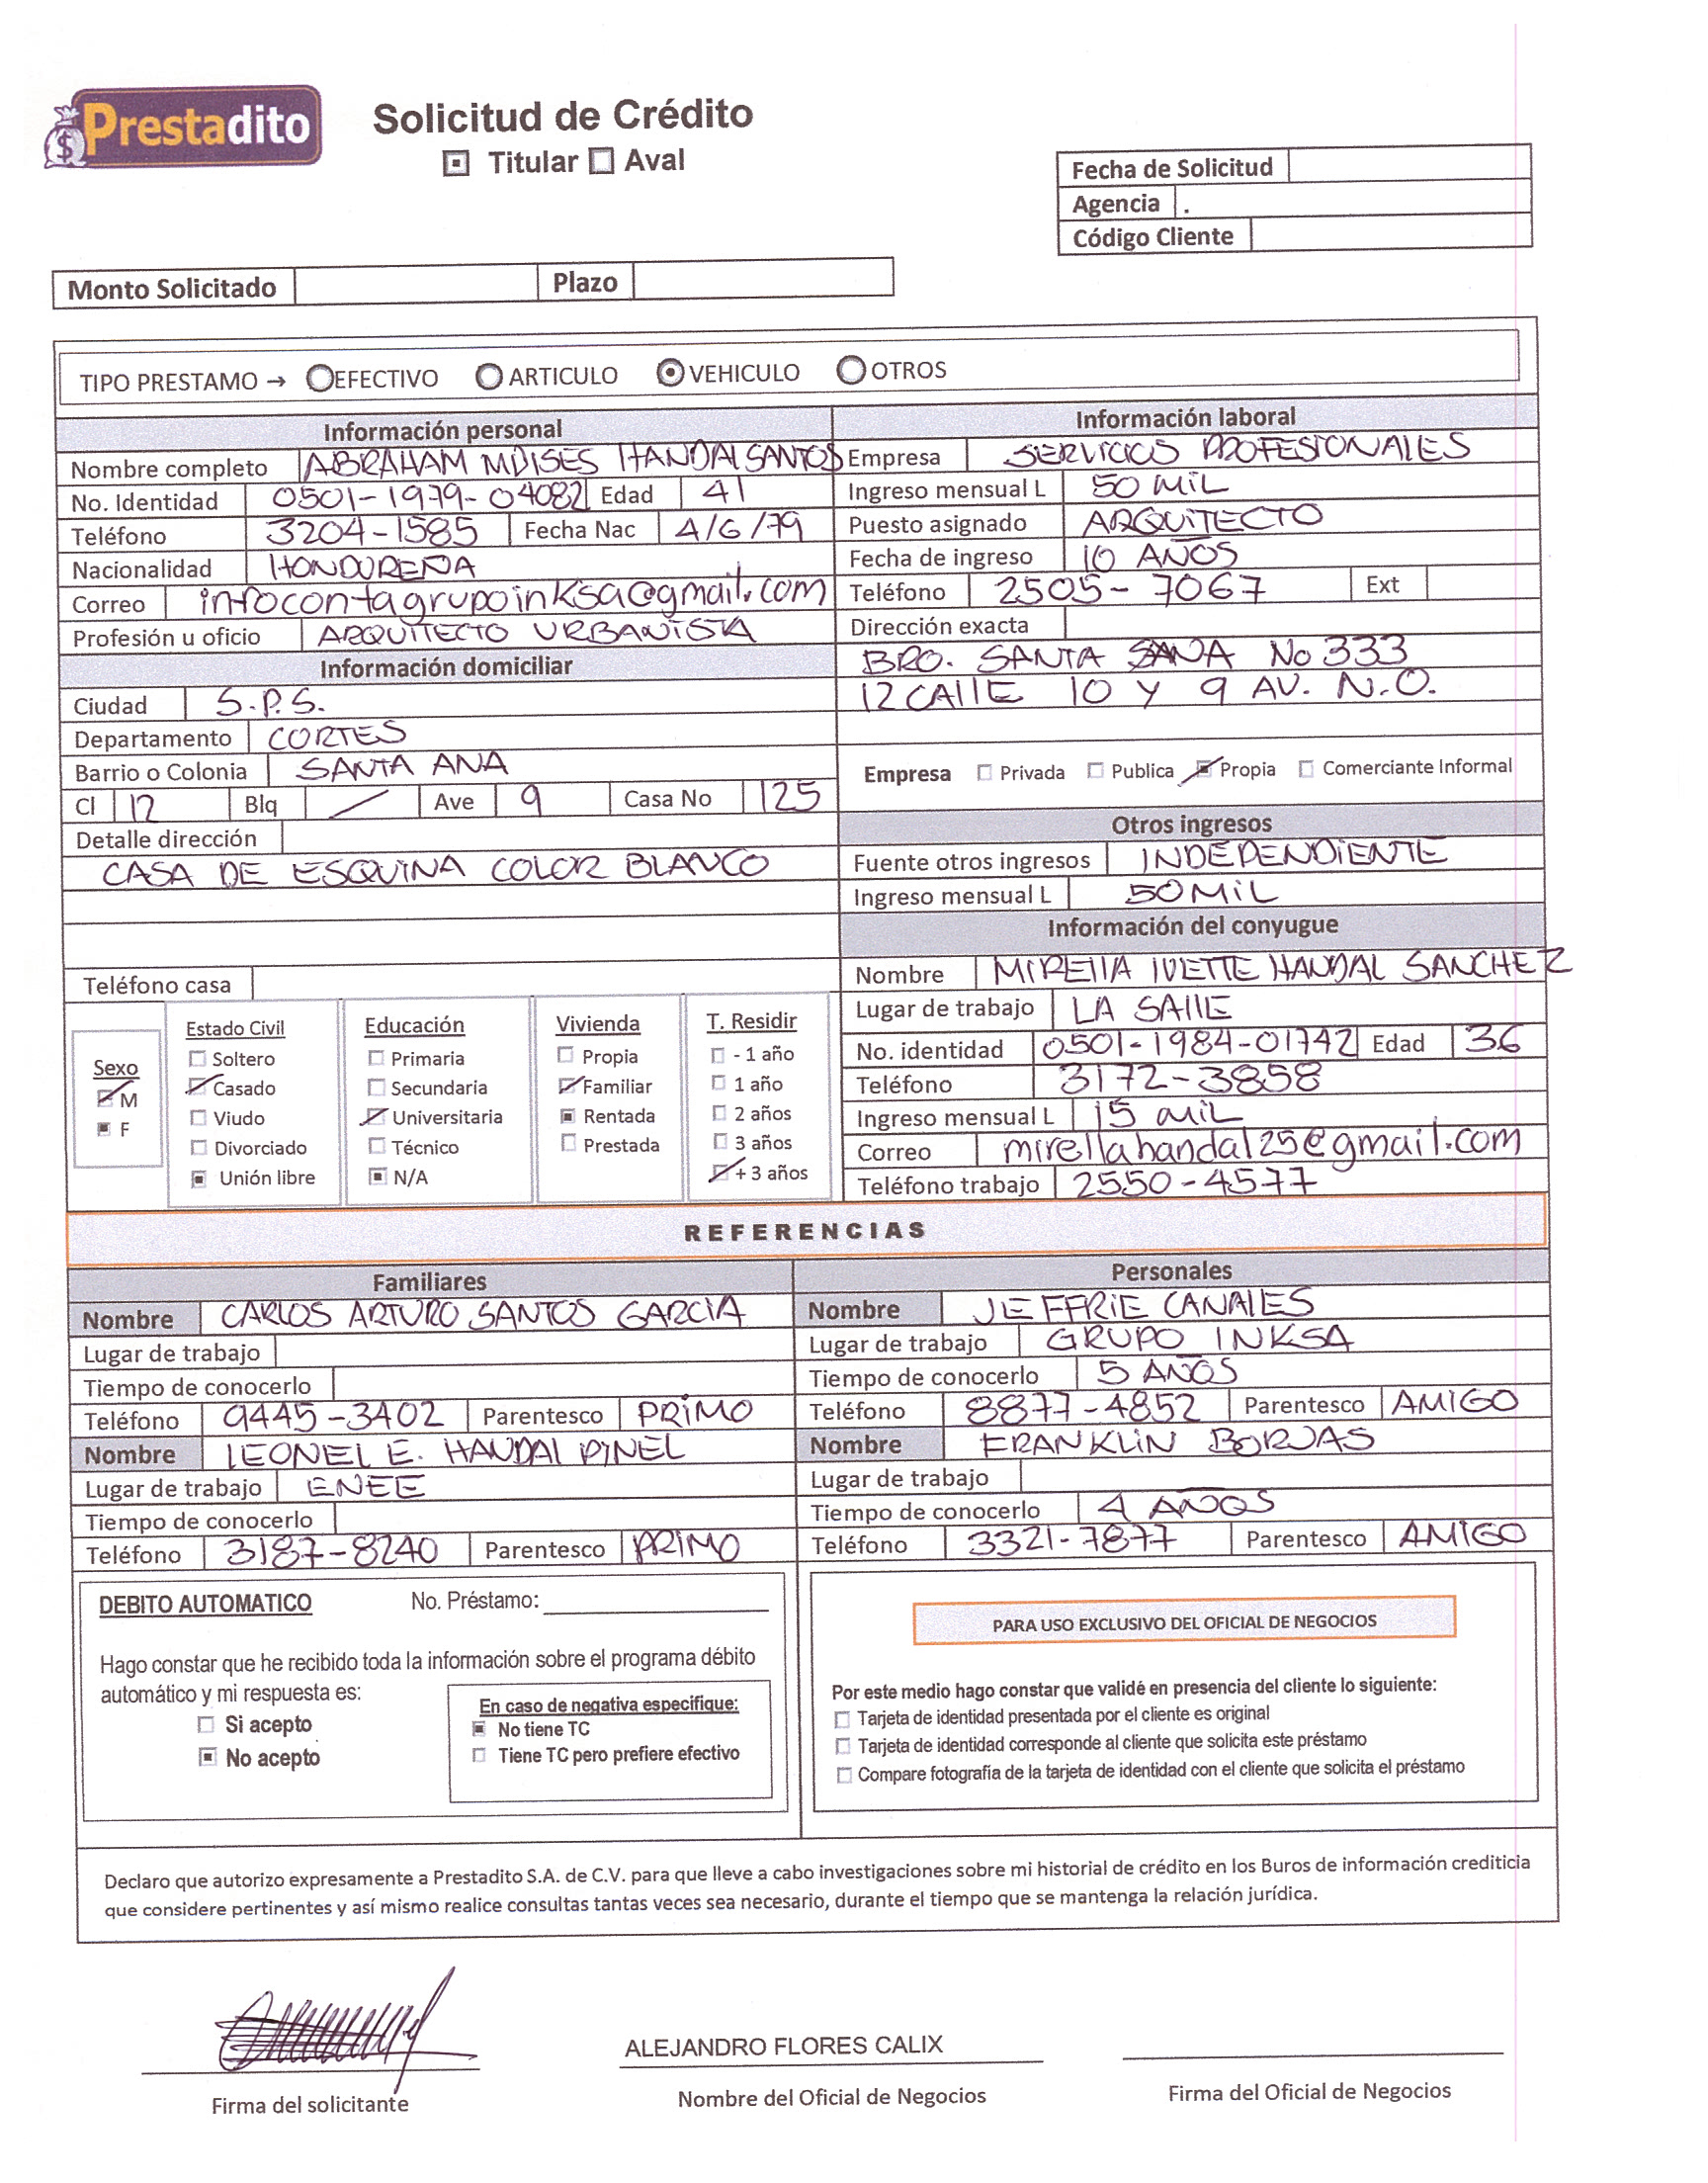 Prestadito
Solicitud de Crédito
Titular Aval
Fecha de Solicitud
Agencia .
Código Cliente
Monto Solicitado Plazo
TIPO PRESTAMO → EFECTIVO ARTICULO VEHICULO OTROS
Información personal
Nombre completo ABRAHAM MOISES HANDAL SANTOS
No. Identidad 0501-1979-04082 Edad 41
Teléfono 3204-1585 Fecha Nac 4/6/79
Nacionalidad HONDUREÑA
Correo infocontagrupoinksa@gmail.com
Profesión u oficio ARQUITECTO URBANISTA
Información domiciliar
Ciudad S.P.S.
Departamento CORTES
Barrio o Colonia SANTA ANA
Cl 12 Blq / Ave 9 Casa No 125
Detalle dirección
CASA DE ESQUINA COLOR BLANCO
Teléfono casa
Sexo
M
F
Estado Civil
Soltero
Casado
Viudo
Divorciado
Unión libre
Educación
Primaria
Secundaria
Universitaria
Técnico
N/A
Vivienda
Propia
Familiar
Rentada
Prestada
T. Residir
- 1 año
1 año
2 años
3 años
+ 3 años
Información laboral
Empresa SERVICIOS PROFESIONALES
Ingreso mensual L 50 MIL
Puesto asignado ARQUITECTO
Fecha de ingreso 10 AÑOS
Teléfono 2505-7067 Ext
Dirección exacta
BRO. SANTA ANA No 333
12 CALLE 10 Y 9 AV. N.O.
Empresa Privada Publica Propia Comerciante Informal
Otros ingresos
Fuente otros ingresos INDEPENDIENTE
Ingreso mensual L 50 MIL
Información del conyugue
Nombre MIRELLA IVETTE HANDAL SANCHEZ
Lugar de trabajo LA SALLE
No. identidad 0501-1984-01742 Edad 36
Teléfono 3172-3858
Ingreso mensual L 15 MIL
Correo mirellahandal25@gmail.com
Teléfono trabajo 2550-4577
REFERENCIAS
Familiares
Nombre CARLOS ARTURO SANTOS GARCIA
Lugar de trabajo
Tiempo de conocerlo
Teléfono 9445-3402 Parentesco PRIMO
Nombre LEONEL E. HANDAL PINEL
Lugar de trabajo ENEE
Tiempo de conocerlo
Teléfono 3187-8240 Parentesco PRIMO
Personales
Nombre JEFFRIE CANALES
Lugar de trabajo GRUPO INKSA
Tiempo de conocerlo 5 AÑOS
Teléfono 8877-4852 Parentesco AMIGO
Nombre FRANKLIN BORJAS
Lugar de trabajo
Tiempo de conocerlo 4 AÑOS
Teléfono 3321-7877 Parentesco AMIGO
DEBITO AUTOMATICO No. Préstamo:
Hago constar que he recibido toda la información sobre el programa débito
automático y mi respuesta es:
Si acepto
No acepto
En caso de negativa especifique:
No tiene TC
Tiene TC pero prefiere efectivo
PARA USO EXCLUSIVO DEL OFICIAL DE NEGOCIOS
Por este medio hago constar que validé en presencia del cliente lo siguiente:
Tarjeta de identidad presentada por el cliente es original
Tarjeta de identidad corresponde al cliente que solicita este préstamo
Compare fotografía de la tarjeta de identidad con el cliente que solicita el préstamo
Declaro que autorizo expresamente a Prestadito S.A. de C.V. para que lleve a cabo investigaciones sobre mi historial de crédito en los Buros de información crediticia
que considere pertinentes y así mismo realice consultas tantas veces sea necesario, durante el tiempo que se mantenga la relación jurídica.
ALEJANDRO FLORES CALIX
Firma del solicitante
Nombre del Oficial de Negocios
Firma del Oficial de Negocios